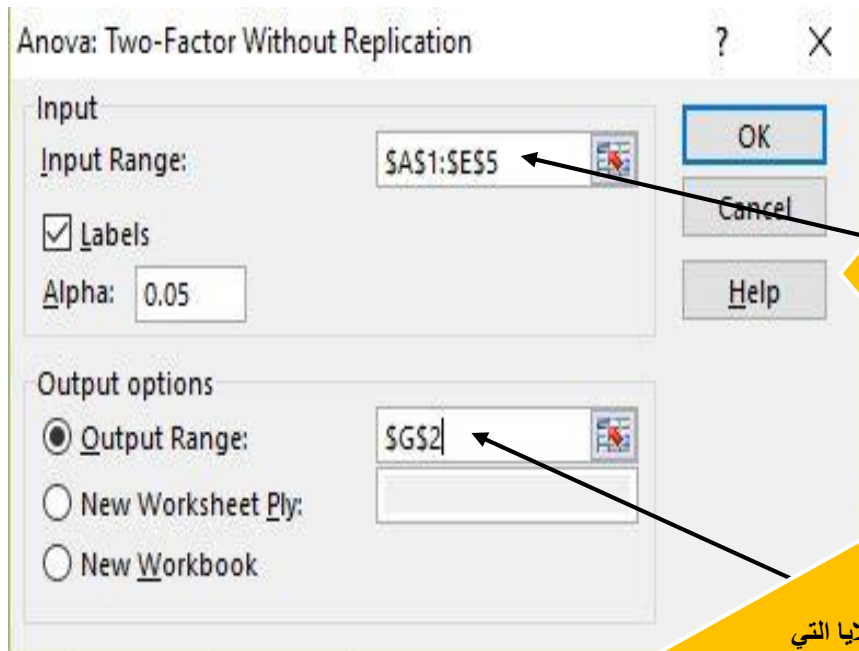 Anova: Two-Factor Without Replication ? X
Input
Input Range: $A$1:$E$5
Labels
Alpha: 0.05
OK
Cancel
Help
Output options
Output Range: $G$2
New Worksheet Ply:
New Workbook
التي